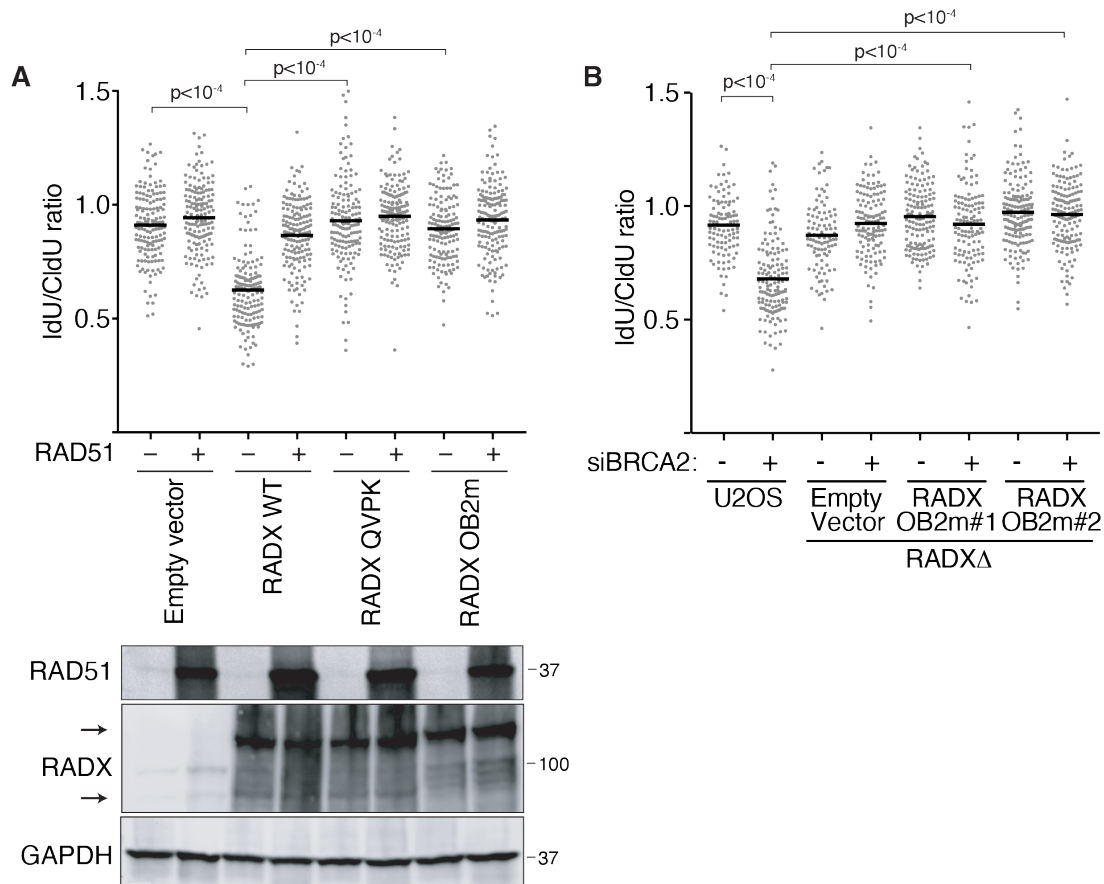 A
p<10⁻⁴
p<10⁻⁴
p<10⁻⁴
1.5
1.0
0.5
IdU/CldU ratio
RAD51 – + – + – + – +
Empty vector
RADX WT
RADX QVPK
RADX OB2m
RAD51
37
RADX
100
GAPDH
37
B
p<10⁻⁴
p<10⁻⁴
p<10⁻⁴
1.5
1.0
0.5
IdU/CldU ratio
siBRCA2: - + - + - + - +
U2OS
Empty
Vector
RADX
OB2m#1
RADX
OB2m#2
RADXΔ